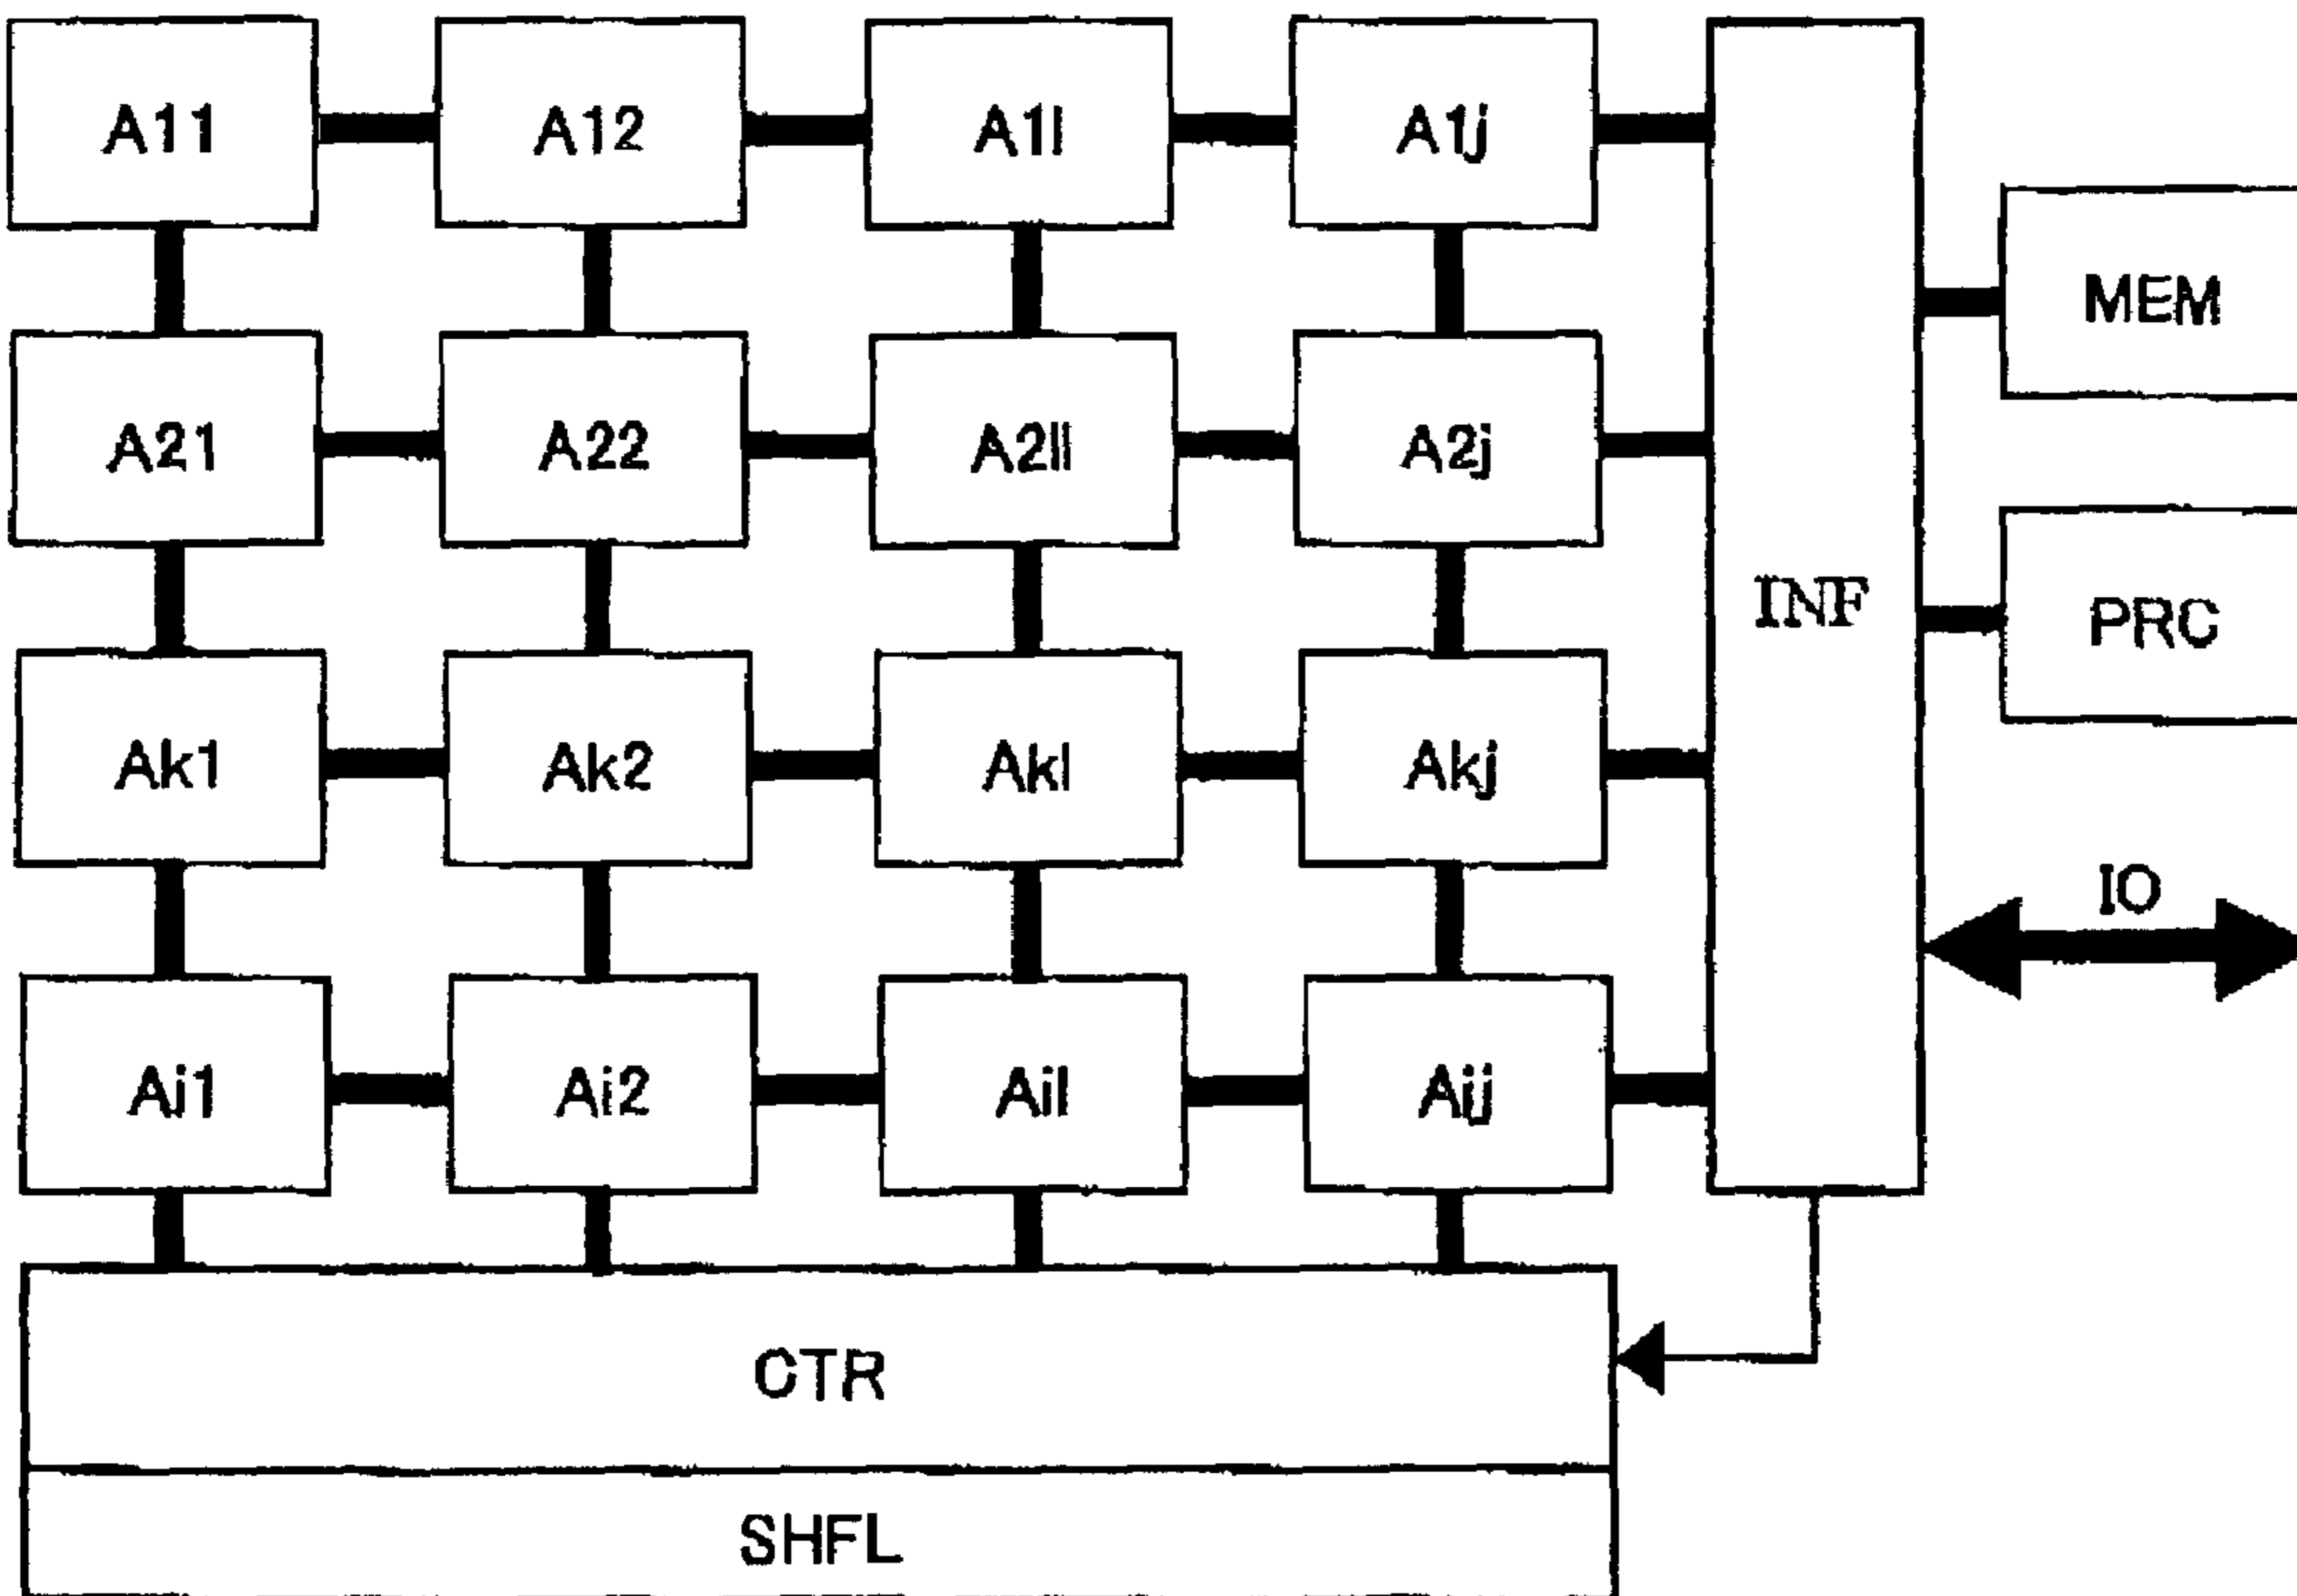 A11 A12 A1l A1j
MEM
A21 A22 A2ll A2j
INF
PRC
Ak1 Ak2 Akl Akj
IO
Ai1 Ai2 Ail Aij
CTR
SHFL